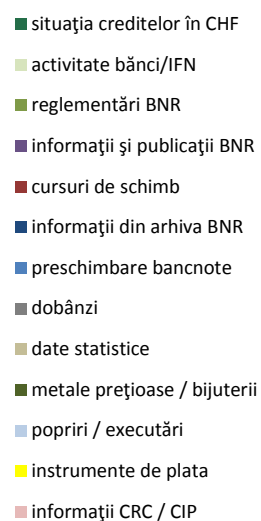 situaţia creditelor în CHF
activitate bănci/IFN
reglementări BNR
informaţii şi publicaţii BNR
cursuri de schimb
informaţii din arhiva BNR
preschimbare bancnote
dobânzi
date statistice
metale preţioase / bijuterii
popriri / executări
instrumente de plata
informaţii CRC / CIP